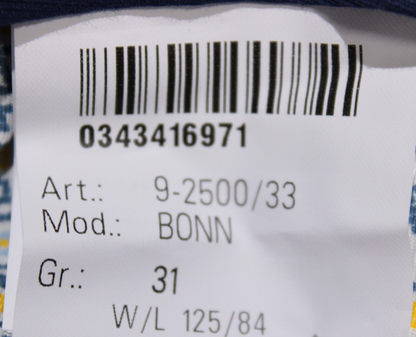 0343416971
Art.: 9-2500/33
Mod.: BONN
Gr.: 31
W/L 125/84